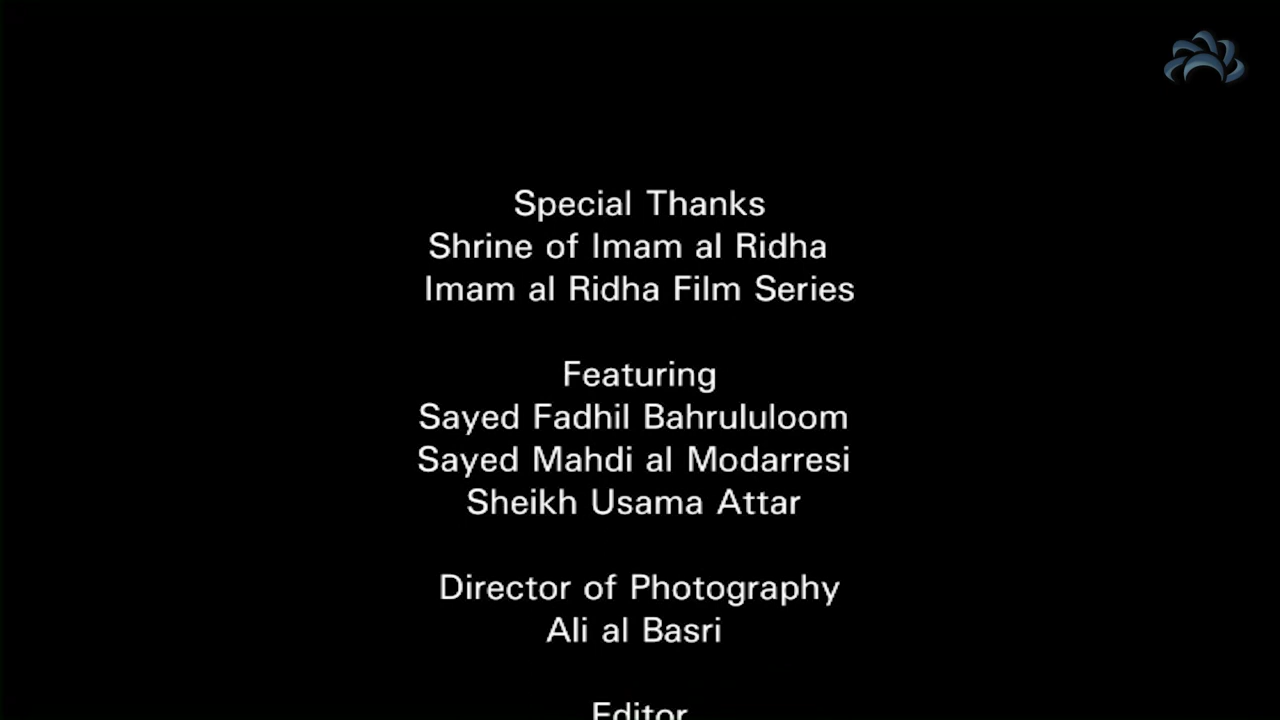 Special Thanks
Shrine of Imam al Ridha
Imam al Ridha Film Series
Featuring
Sayed Fadhil Bahrululoom
Sayed Mahdi al Modarresi
Sheikh Usama Attar
Director of Photography
Ali al Basri
Editor